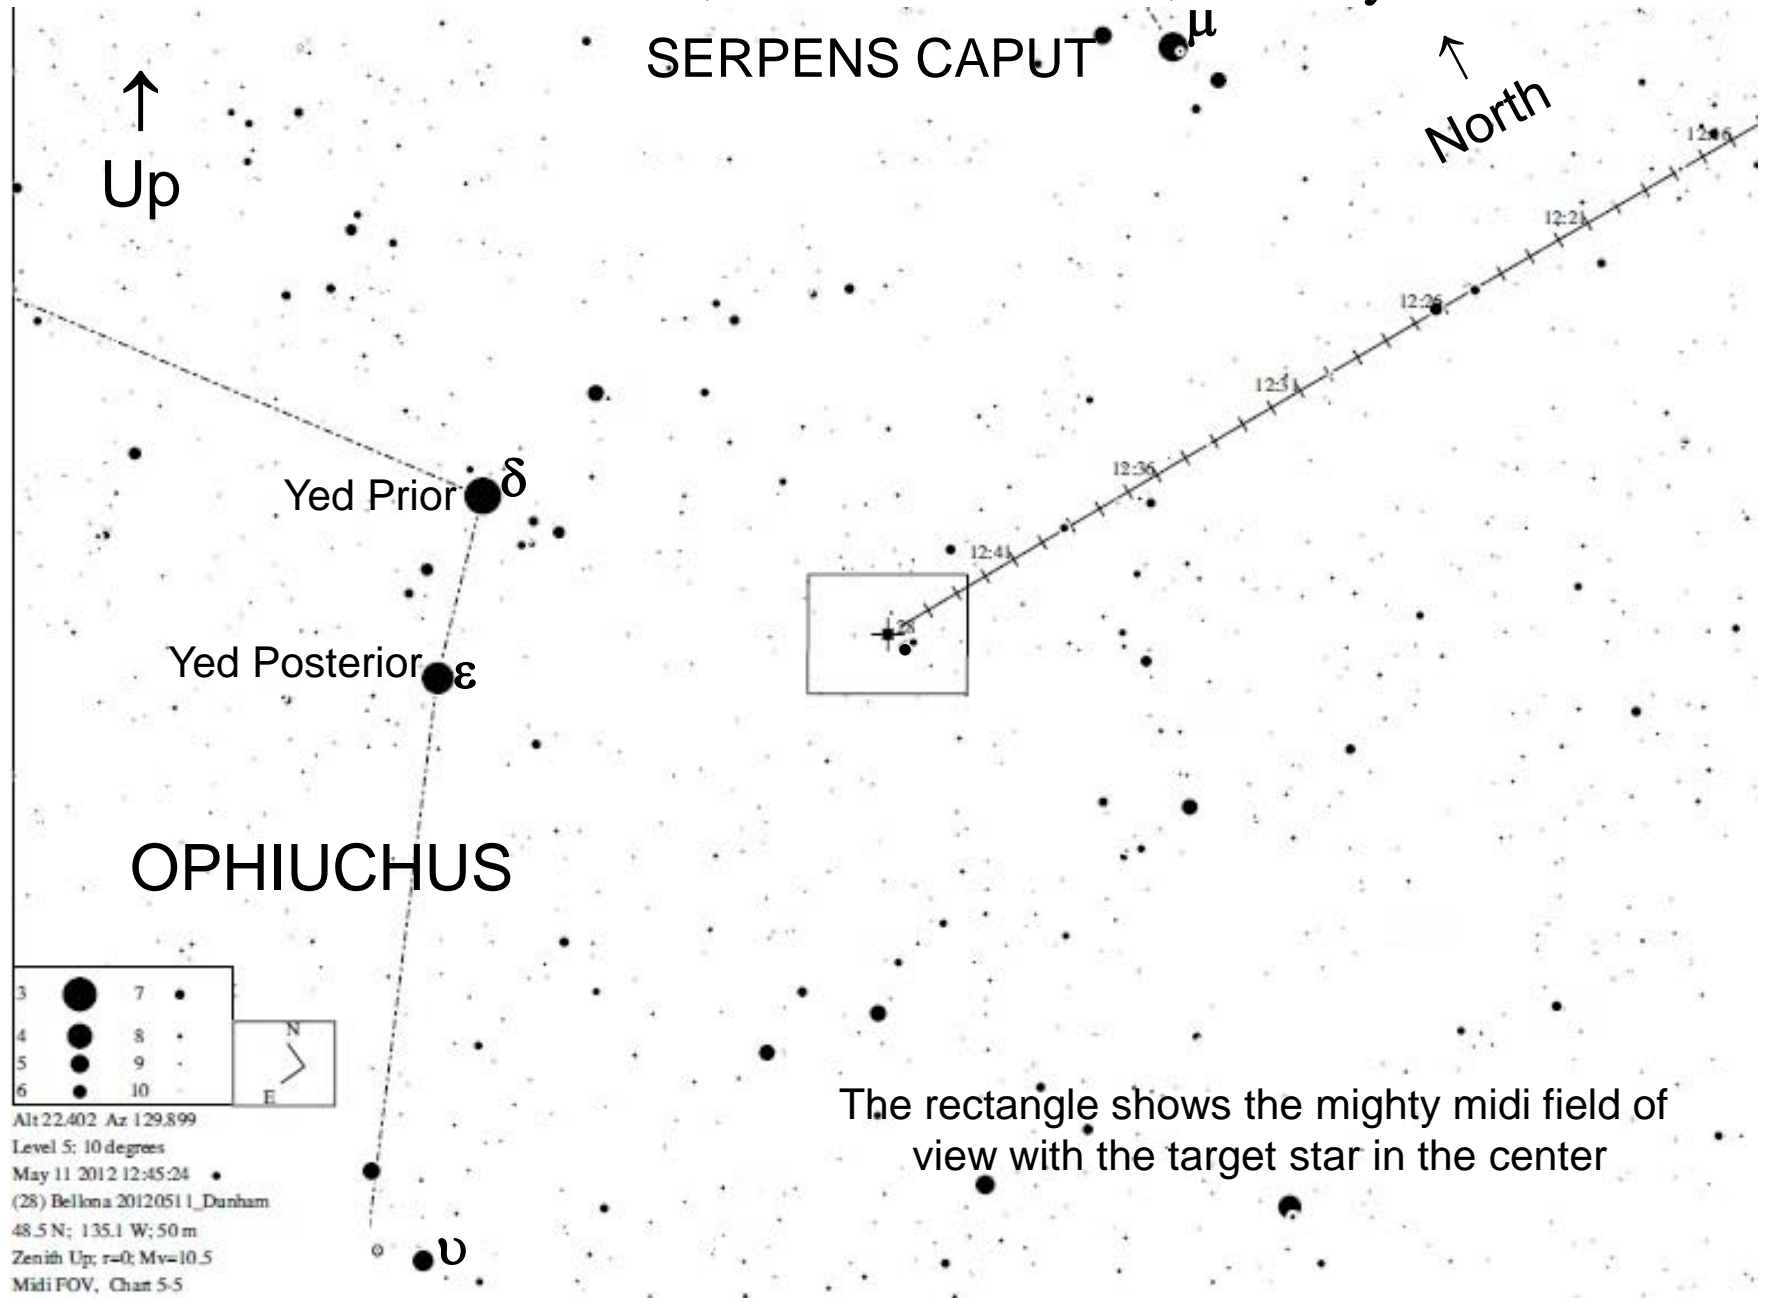 SERPENS CAPUT
μ
↑
Up
↑
North
12:16
12:21
12:26
12:31
12:36
12:41
28
Yed Prior δ
Yed Posterior ε
OPHIUCHUS
3 7
4 8
5 9
6 10
N
E
Alt 22.402 Az 129.899
Level 5; 10 degrees
May 11 2012 12:45:24
(28) Bellona 20120511_Dunham
48.5 N; 135.1 W; 50 m
Zenith Up; r=0; Mv=10.5
Midi FOV, Chart 5-5
υ
The rectangle shows the mighty midi field of
view with the target star in the center